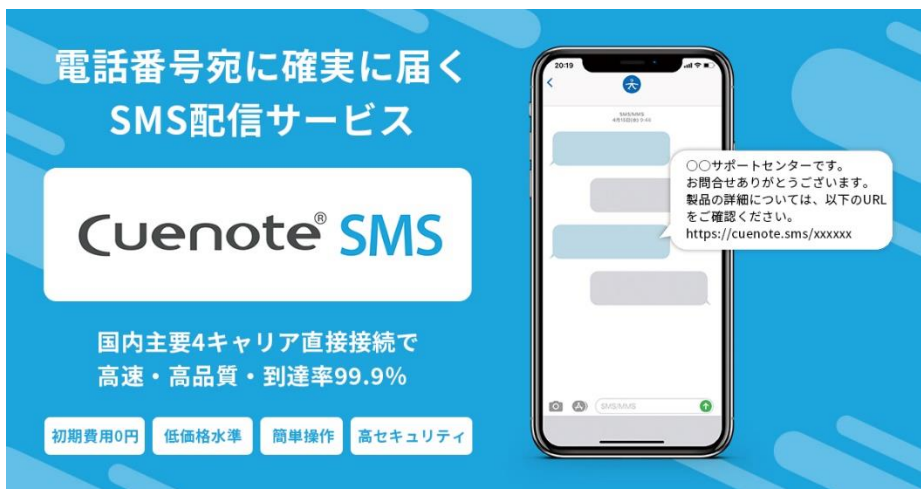 電話番号宛に確実に届く
SMS配信サービス
Cuenote® SMS
国内主要4キャリア直接接続で
高速・高品質・到達率99.9%
初期費用0円
低価格水準
簡単操作
高セキュリティ
20:19
SMS/MMS
○○サポートセンターです。
お問合せありがとうございます。
製品の詳細については、以下のURL
をご確認ください。
https://cuenote.sms/xxxxxx
SMS/MMS